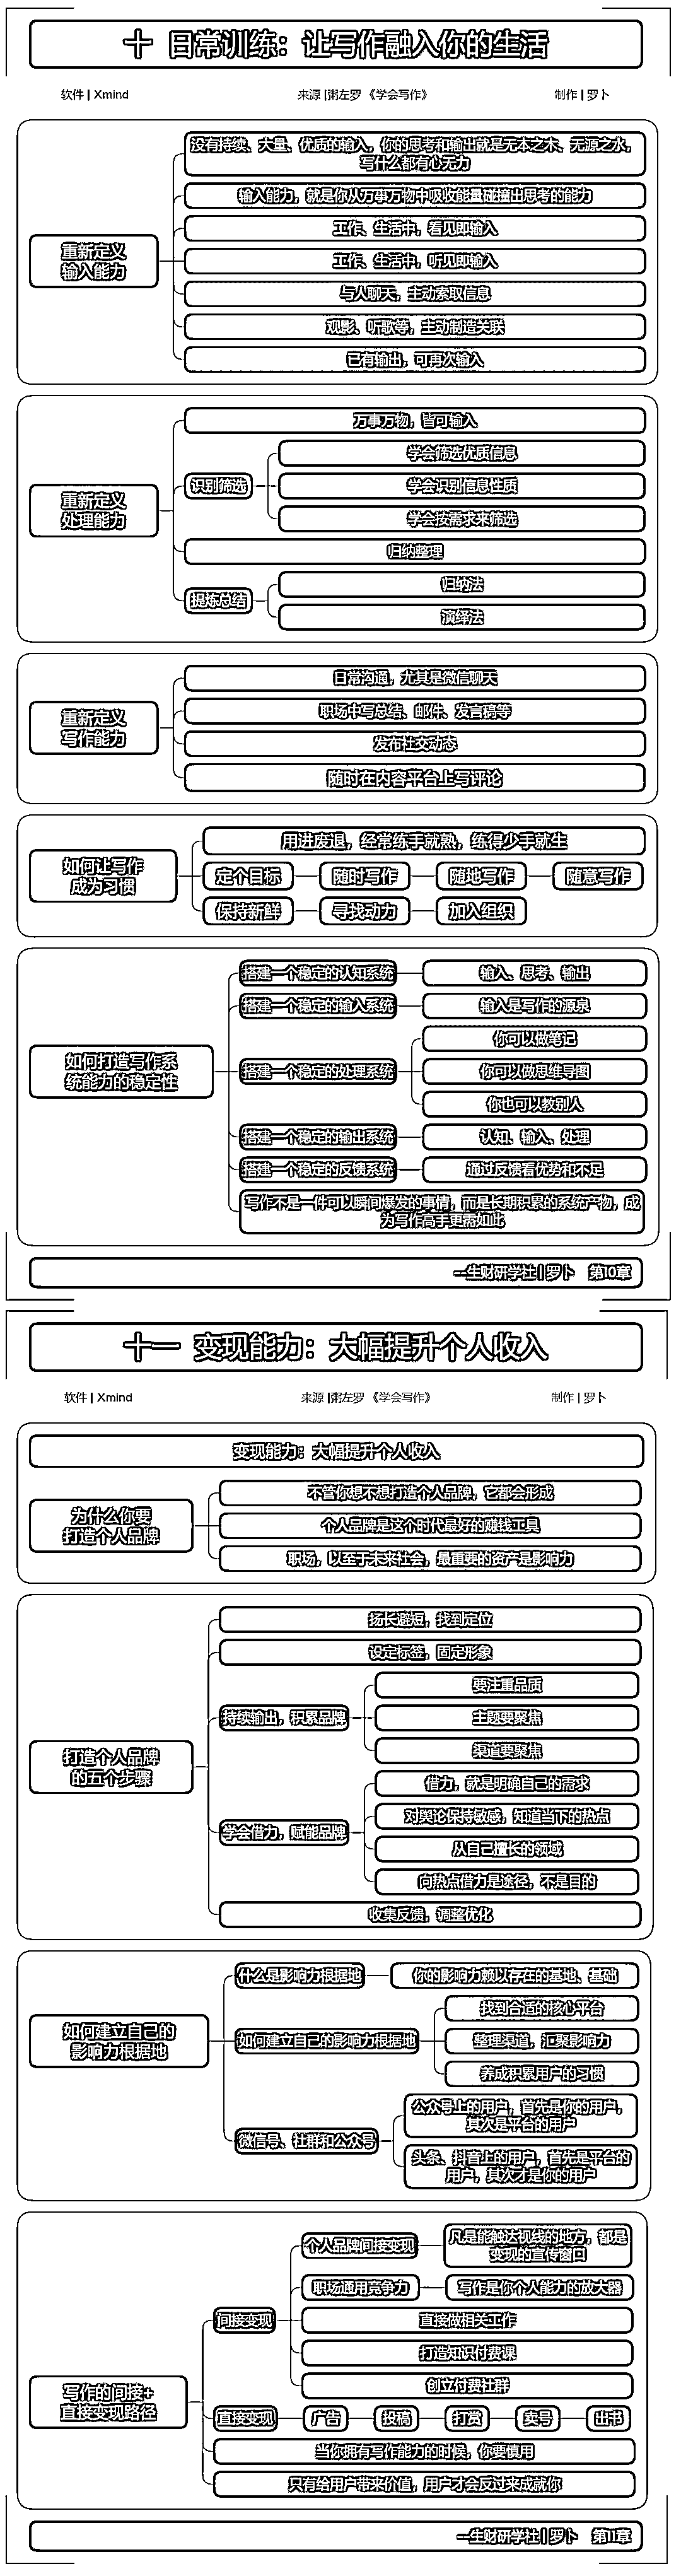 十 日常训练：让写作融入你的生活
软件 | Xmind
来源 |粥左罗 《学会写作》
制作 | 罗卜
没有持续、大量、优质的输入，你的思考和输出就是无本之木、无源之水，
写什么都有心无力
输入能力，就是你从万事万物中吸收能量碰撞出思考的能力
工作、生活中，看见即输入
重新定义
输入能力
工作、生活中，听见即输入
与人聊天，主动索取信息
观影、听歌等，主动制造关联
已有输出，可再次输入
万事万物，皆可输入
学会筛选优质信息
重新定义
处理能力
识别筛选
学会识别信息性质
学会按需求来筛选
归纳整理
提炼总结
归纳法
演绎法
日常沟通，尤其是微信聊天
重新定义
写作能力
职场中写总结、邮件、发言稿等
发布社交动态
随时在内容平台上写评论
用进废退，经常练手就熟，练得少手就生
如何让写作
成为习惯
定个目标
随时写作
随地写作
随意写作
保持新鲜
寻找动力
加入组织
搭建一个稳定的认知系统
输入、思考、输出
搭建一个稳定的输入系统
输入是写作的源泉
如何打造写作系
统能力的稳定性
搭建一个稳定的处理系统
你可以做笔记
你可以做思维导图
你也可以教别人
搭建一个稳定的输出系统
认知、输入、处理
搭建一个稳定的反馈系统
通过反馈看优势和不足
写作不是一件可以瞬间爆发的事情，而是长期积累的系统产物，成
为写作高手更需如此
—生财研学社 | 罗卜 第10章
十一 变现能力：大幅提升个人收入
软件 | Xmind
来源 |粥左罗 《学会写作》
制作 | 罗卜
变现能力：大幅提升个人收入
为什么你要
打造个人品牌
不管你想不想打造个人品牌，它都会形成
个人品牌是这个时代最好的赚钱工具
职场，以至于未来社会，最重要的资产是影响力
扬长避短，找到定位
设定标签，固定形象
打造个人品牌
的五个步骤
持续输出，积累品牌
要注重品质
主题要聚焦
渠道要聚焦
学会借力，赋能品牌
借力，就是明确自己的需求
对舆论保持敏感，知道当下的热点
从自己擅长的领域
向热点借力是途径，不是目的
收集反馈，调整优化
什么是影响力根据地
你的影响力赖以存在的基地、基础
如何建立自己的
影响力根据地
如何建立自己的影响力根据地
找到合适的核心平台
整理渠道，汇聚影响力
养成积累用户的习惯
微信号、社群和公众号
公众号上的用户，首先是你的用户，
其次是平台的用户
头条、抖音上的用户，首先是平台的
用户，其次才是你的用户
个人品牌间接变现
凡是能触达视线的地方，都是
变现的宣传窗口
职场通用竞争力
写作是你个人能力的放大器
间接变现
直接做相关工作
打造知识付费课
创立付费社群
写作的间接+
直接变现路径
直接变现
广告
投稿
打赏
卖号
出书
当你拥有写作能力的时候，你要慎用
只有给用户带来价值，用户才会反过来成就你
—生财研学社 | 罗卜 第11章